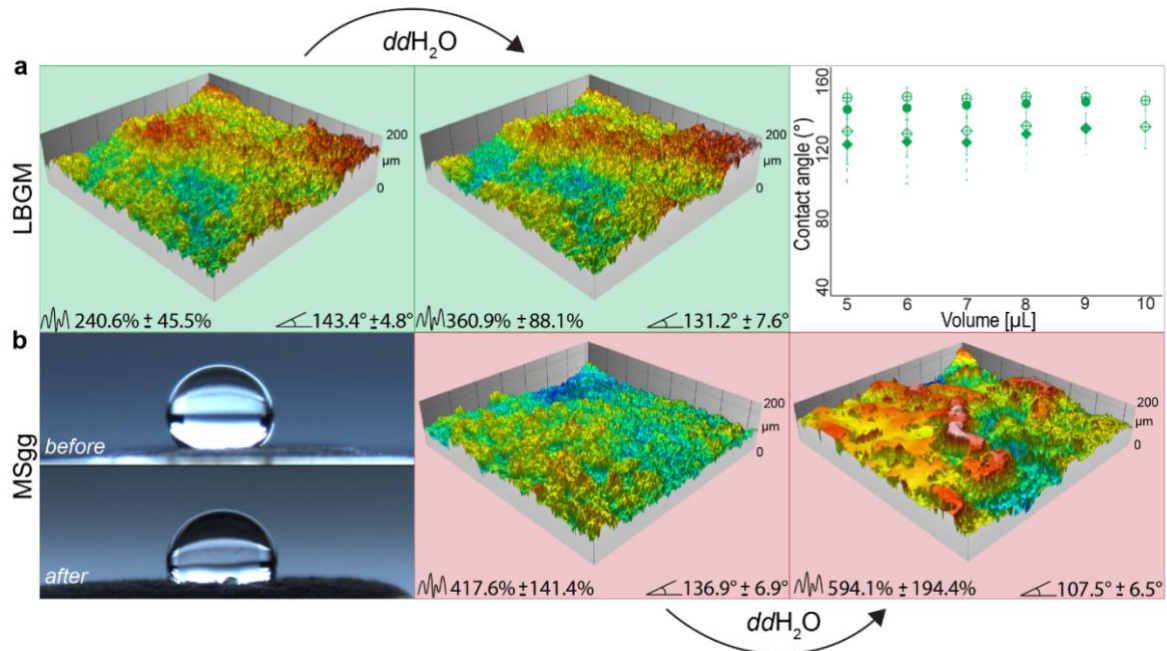 ddH₂O
a
LBGM
200
µm
0
240.6% ± 45.5%
143.4° ±4.8°
200
µm
0
360.9% ±88.1%
131.2° ±7.6°
Contact angle (°)
160
120
80
40
5 6 7 8 9 10
Volume [µL]
b
MSgg
before
after
200
µm
0
417.6% ±141.4%
136.9° ± 6.9°
200
µm
0
594.1% ±194.4%
107.5° ± 6.5°
ddH₂O